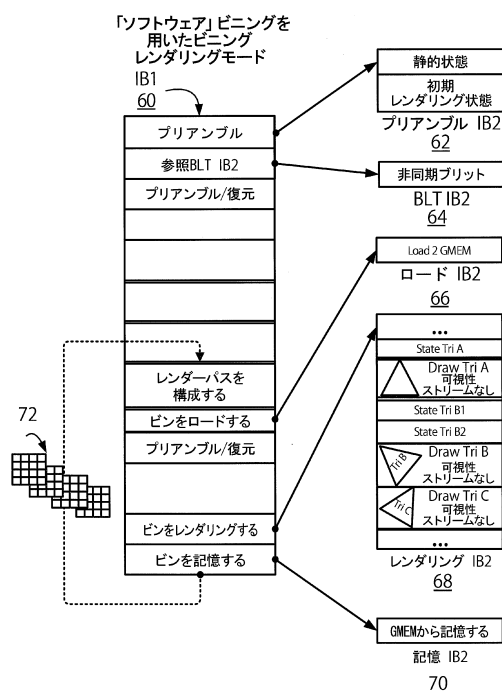 「ソフトウェア」ビニングを
用いたビニング
レンダリングモード
IB1
60
プリアンブル
参照BLT IB2
プリアンブル/復元
レンダーパスを
構成する
ビンをロードする
プリアンブル/復元
ビンをレンダリングする
ビンを記憶する
72
静的状態
初期
レンダリング状態
プリアンブル IB2
62
非同期ブリット
BLT IB2
64
Load 2 GMEM
ロード IB2
66
•••
State Tri A
Draw Tri A
可視性
ストリームなし
State Tri B1
State Tri B2
Tri B
Draw Tri B
可視性
ストリームなし
Tri C
Draw Tri C
可視性
ストリームなし
•••
レンダリング IB2
68
GMEMから記憶する
記憶 IB2
70